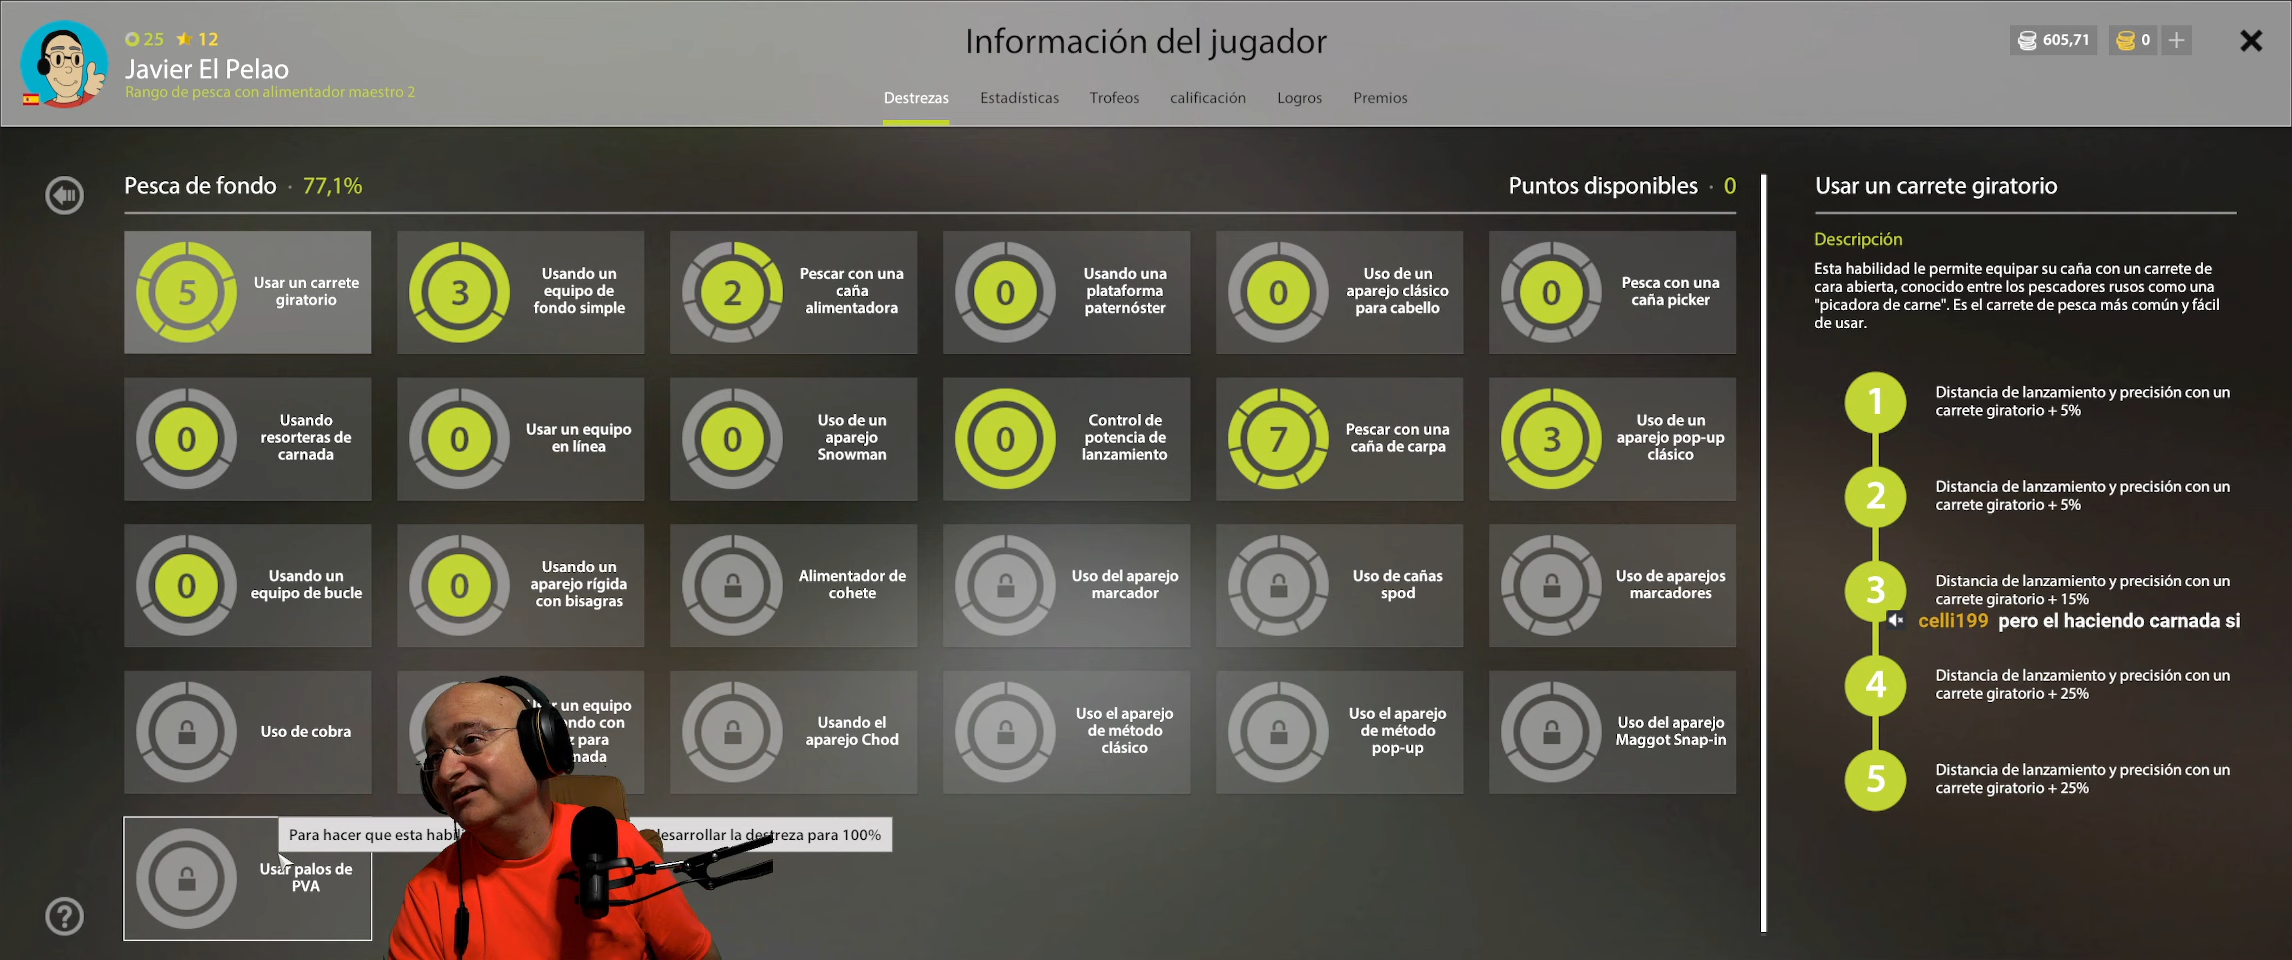 25 12
Javier El Pelao
Rango de pesca con alimentador maestro 2
Información del jugador
605,71 0 +
Destrezas Estadísticas Trofeos calificación Logros Premios
Pesca de fondo · 77,1%
Puntos disponibles · 0
5
Usar un carrete
giratorio
3
Usando un
equipo de
fondo simple
2
Pescar con una
caña
alimentadora
0
Usando una
plataforma
paternóster
0
Uso de un
aparejo clásico
para cabello
0
Pesca con una
caña picker
0
Usando
resorteras de
carnada
0
Usar un equipo
en línea
0
Uso de un
aparejo
Snowman
0
Control de
potencia de
lanzamiento
7
Pescar con una
caña de carpa
3
Uso de un
aparejo pop-up
clásico
0
Usando un
equipo de bucle
0
Usando un
aparejo rígida
con bisagras
Alimentador de
cohete
Uso del aparejo
marcador
Uso de cañas
spod
Uso de aparejos
marcadores
Uso de cobra
un equipo
con
para
Usando el
aparejo Chod
Uso el aparejo
de método
clásico
Uso el aparejo
de método
pop-up
Uso del aparejo
Maggot Snap-in
Para hacer que esta desarrollar la destreza para 100%
Usar palos de
PVA
?
Usar un carrete giratorio
Descripción
Esta habilidad le permite equipar su caña con un carrete de
cara abierta, conocido entre los pescadores rusos como una
"picadora de carne". Es el carrete de pesca más común y fácil
de usar.
1
Distancia de lanzamiento y precisión con un
carrete giratorio + 5%
2
Distancia de lanzamiento y precisión con un
carrete giratorio + 5%
3
Distancia de lanzamiento y precisión con un
carrete giratorio + 15%
celli199 pero el haciendo carnada si
4
Distancia de lanzamiento y precisión con un
carrete giratorio + 25%
5
Distancia de lanzamiento y precisión con un
carrete giratorio + 25%